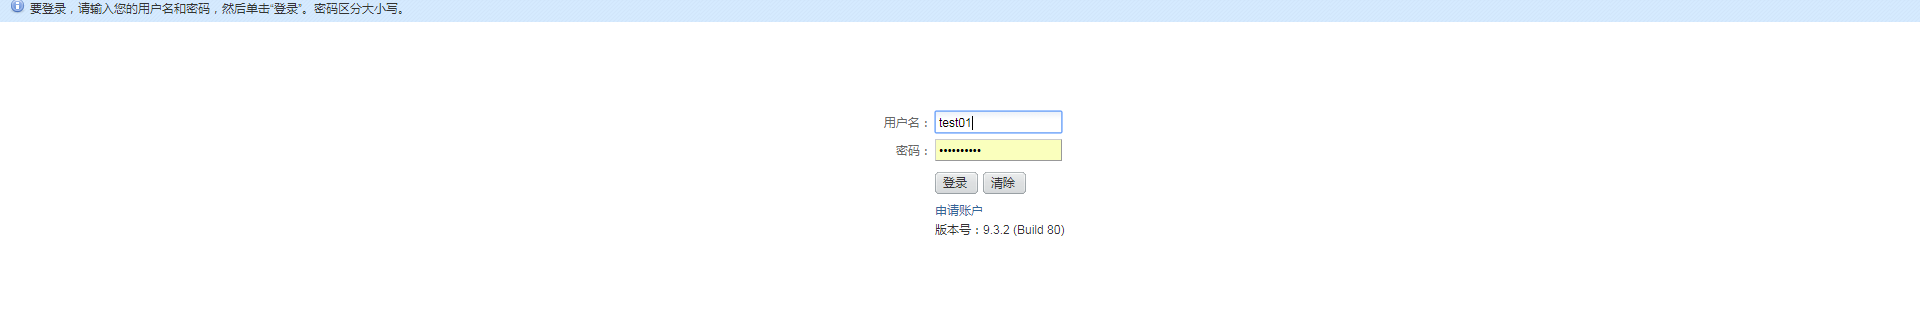 要登录，请输入您的用户名和密码，然后单击“登录”。密码区分大小写。
用户名： test01
密码： ••••••••••
登录 清除
申请账户
版本号：9.3.2 (Build 80)